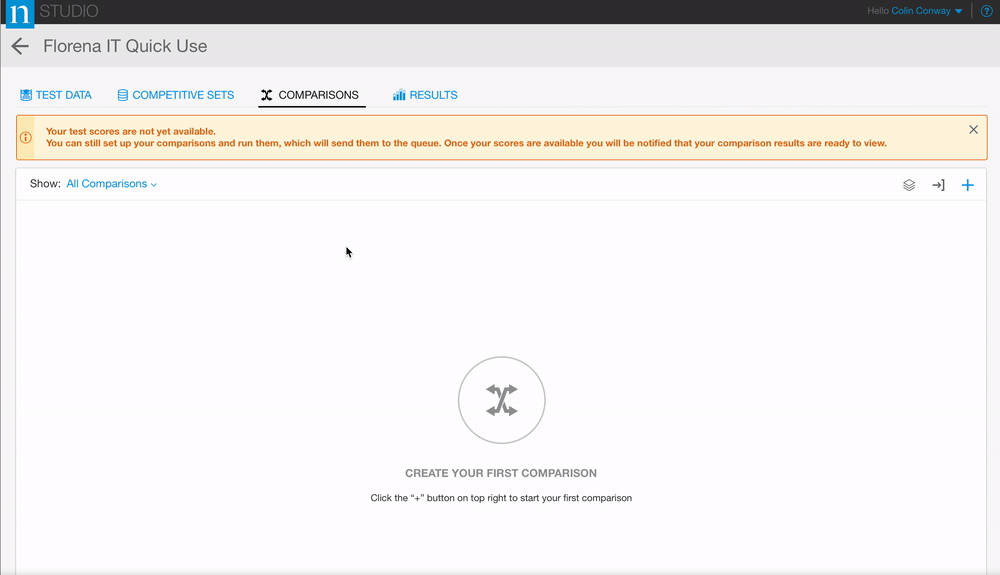 n STUDIO
Hello Colin Conway
?
Florena IT Quick Use
TEST DATA
COMPETITIVE SETS
COMPARISONS
RESULTS
Your test scores are not yet available.
You can still set up your comparisons and run them, which will send them to the queue. Once your scores are available you will be notified that your comparison results are ready to view.
Show: All Comparisons
CREATE YOUR FIRST COMPARISON
Click the “+” button on top right to start your first comparison